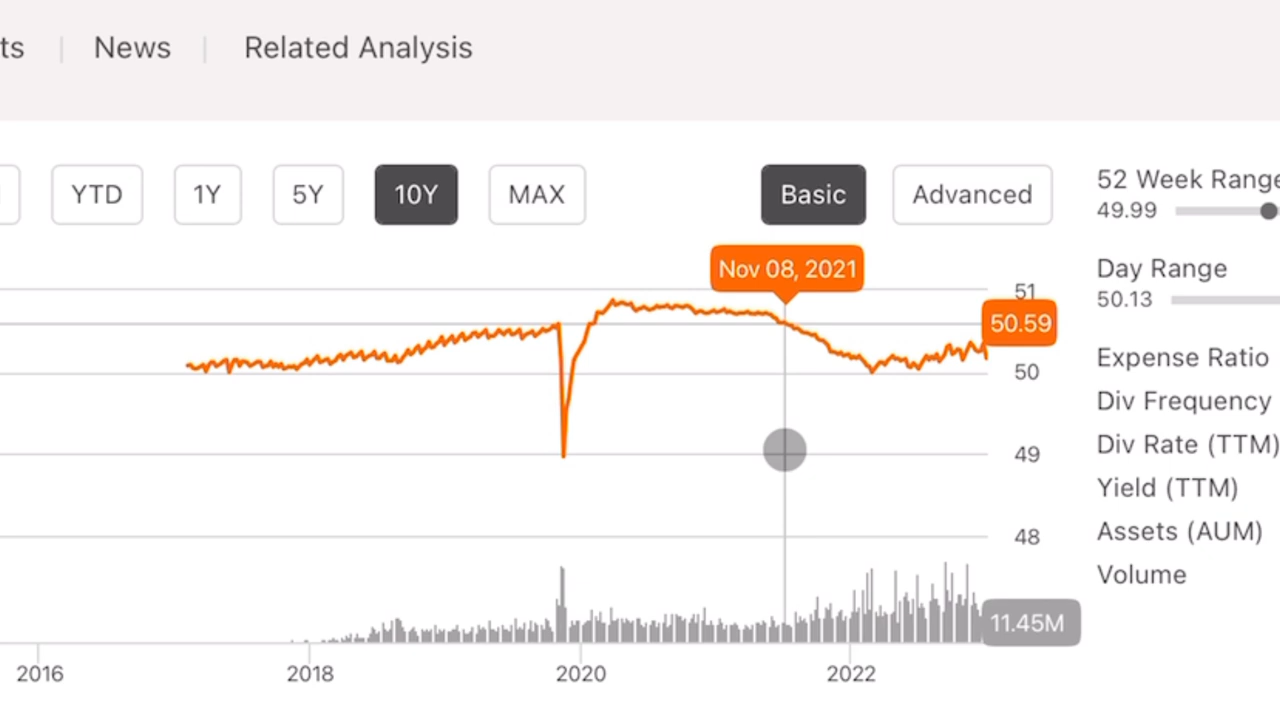 ts | News | Related Analysis
YTD 1Y 5Y 10Y MAX Basic Advanced
52 Week Range
49.99
Nov 08, 2021
Day Range
50.13
51
50.59
50
49
48
Expense Ratio
Div Frequency
Div Rate (TTM)
Yield (TTM)
Assets (AUM)
Volume
11.45M
2016 2018 2020 2022